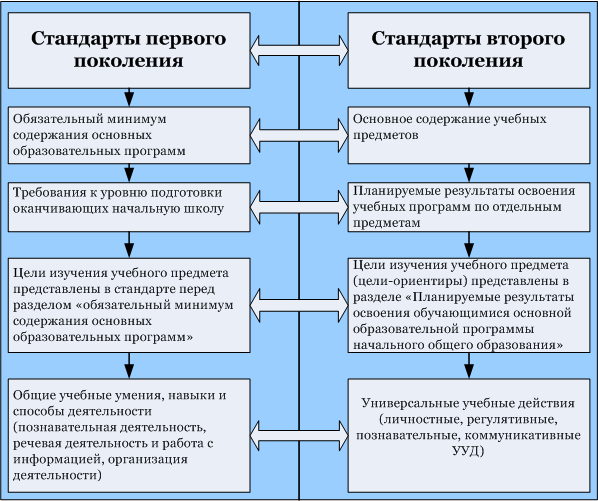 Стандарты первого
поколения
Стандарты второго
поколения
Обязательный минимум
содержания основных
образовательных программ
Основное содержание учебных
предметов
Требования к уровню подготовки
оканчивающих начальную школу
Планируемые результаты освоения
учебных программ по отдельным
предметам
Цели изучения учебного предмета
представлены в стандарте перед
разделом «обязательный минимум
содержания основных
образовательных программ»
Цели изучения учебного предмета
(цели-ориентиры) представлены в
разделе «Планируемые результаты
освоения обучающимися основной
образовательной программы
начального общего образования»
Общие учебные умения, навыки и
способы деятельности
(познавательная деятельность,
речевая деятельность и работа с
информацией, организация
деятельности)
Универсальные учебные действия
(личностные, регулятивные,
познавательные, коммуникативные
УУД)